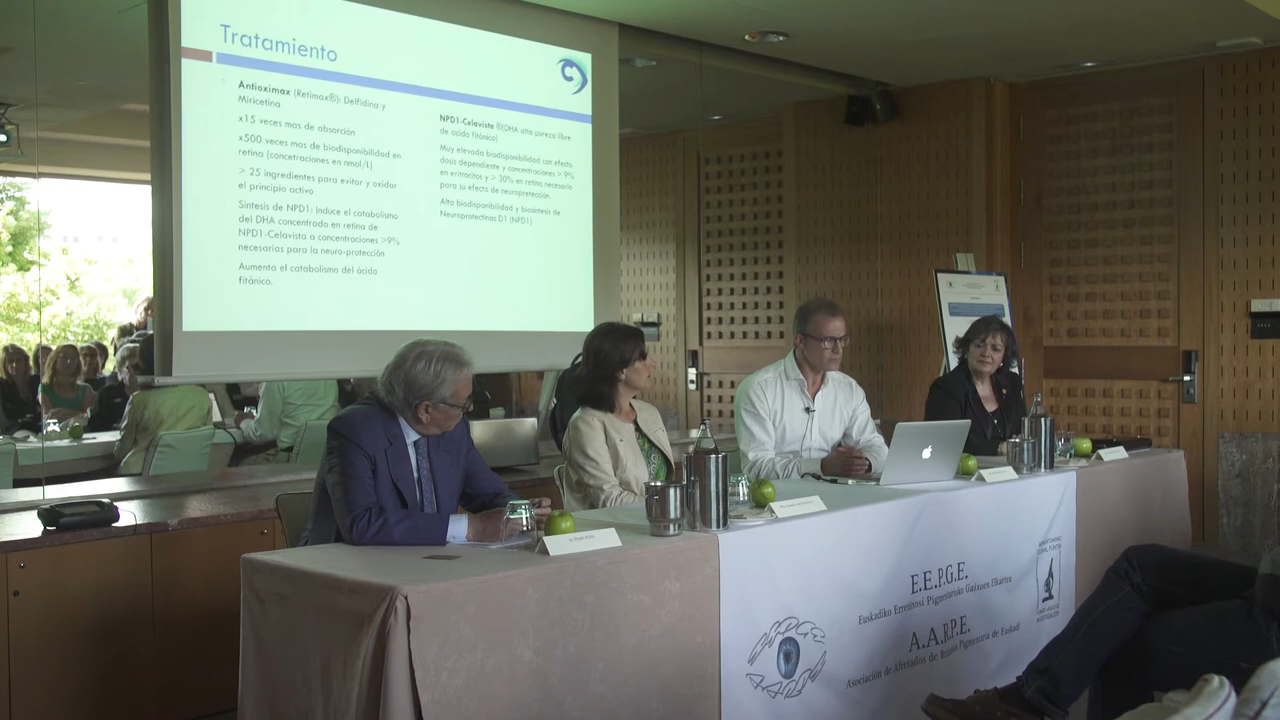 Tratamiento
Antioximax (Retimax®): Delfidina y
Miricetina
x15 veces mas de absorción
x500 veces mas de biodisponibilidad en
retina (concentraciones en nmol/L)
> 25 ingredientes para evitar y oxidar
el principio activo
Síntesis de NPD1: Induce el catabolismo
del DHA concentrado en retina de
NPD1-Celavista a concentraciones >9%
necesarias para la neuro-protección
Aumenta el catabolismo del ácido
fitánico.
NPD1-Celavista ®(DHA alta pureza libre
de acido fitánico)
Muy elevada biodisponibilidad con efecto
dosis dependiente y concentraciones > 9%
en eritrocitos y > 30% en retina necesario
para su efecto de neuroprotección.
Alta biodisponibilidad y biosíntesis de
Neuroprotectinas D1 (NPD1)
E.E.P.G.E.
Euskadiko Erretinosi Pigmentarioko Gaixoen Elkartea
A.A.R.P.E.
Asociación de Afectados de Retinosis Pigmentaria de Euskadi